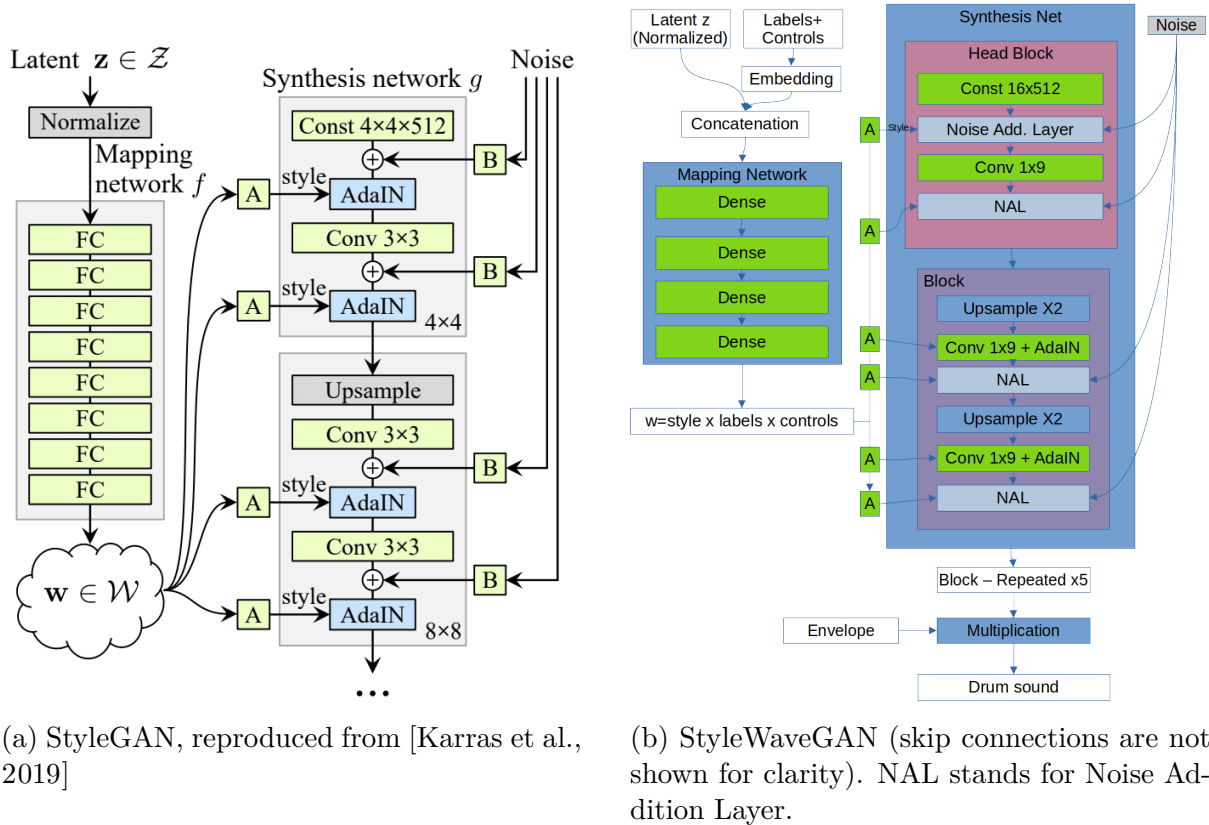 Latent z ∈ 𝒵
Normalize
Mapping
network f
FC
FC
FC
FC
FC
FC
FC
FC
w ∈ 𝒲
Synthesis network g
Noise
Const 4×4×512
B
style
A
AdaIN
Conv 3×3
B
style
A
AdaIN
4×4
Upsample
Conv 3×3
B
style
A
AdaIN
Conv 3×3
B
style
A
AdaIN
8×8
...
(a) StyleGAN, reproduced from [Karras et al.,
2019]
Latent z
(Normalized)
Labels+
Controls
Embedding
Concatenation
Mapping Network
Dense
Dense
Dense
Dense
w=style x labels x controls
Synthesis Net
Noise
Head Block
Const 16x512
A
Style
Noise Add. Layer
Conv 1x9
NAL
A
Block
Upsample X2
A
Conv 1x9 + AdaIN
A
NAL
Upsample X2
A
Conv 1x9 + AdaIN
A
NAL
Block – Repeated x5
Envelope
Multiplication
Drum sound
(b) StyleWaveGAN (skip connections are not
shown for clarity). NAL stands for Noise Ad-
dition Layer.